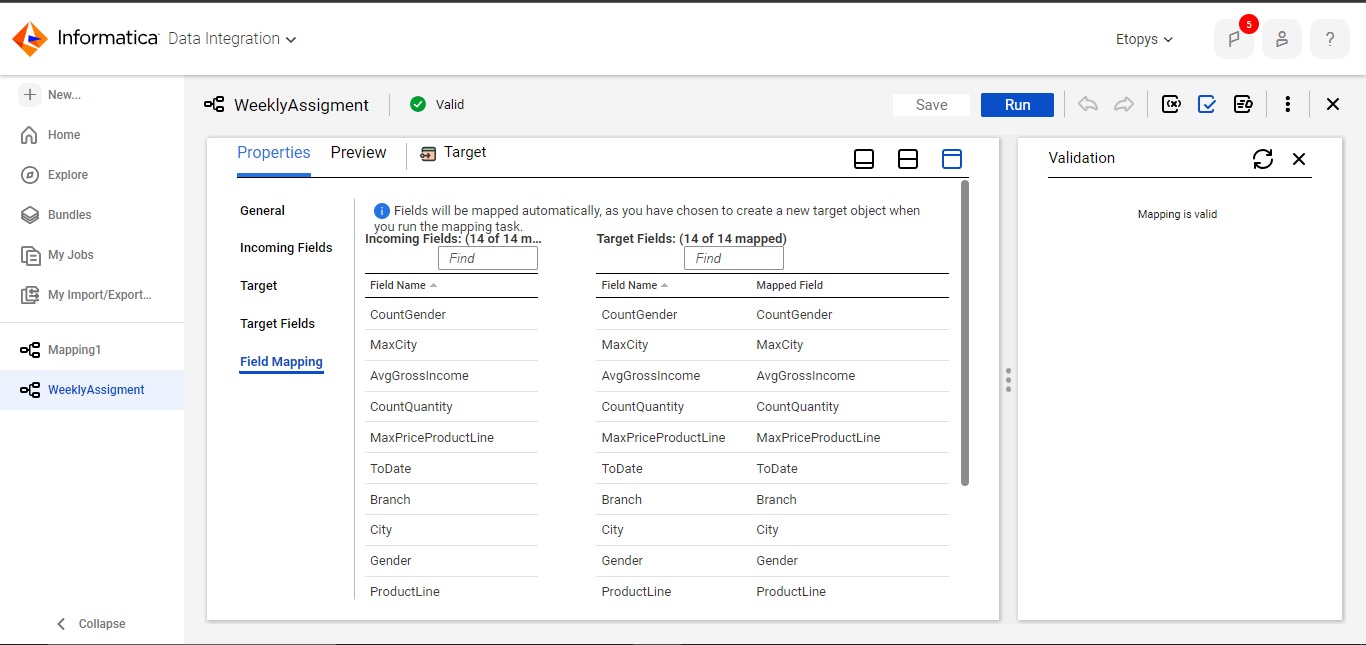 Informatica Data Integration
Etopys
5
?
New...
Home
Explore
Bundles
My Jobs
My Import/Export...
Mapping1
WeeklyAssigment
Collapse
WeeklyAssigment
Valid
Save
Run
Properties Preview Target
General
Incoming Fields
Target
Target Fields
Field Mapping
Fields will be mapped automatically, as you have chosen to create a new target object when
you run the mapping task.
Incoming Fields: (14 of 14 m...
Find
Field Name
CountGender
MaxCity
AvgGrossIncome
CountQuantity
MaxPriceProductLine
ToDate
Branch
City
Gender
ProductLine
Target Fields: (14 of 14 mapped)
Find
Field Name Mapped Field
CountGender CountGender
MaxCity MaxCity
AvgGrossIncome AvgGrossIncome
CountQuantity CountQuantity
MaxPriceProductLine MaxPriceProductLine
ToDate ToDate
Branch Branch
City City
Gender Gender
ProductLine ProductLine
Validation
Mapping is valid